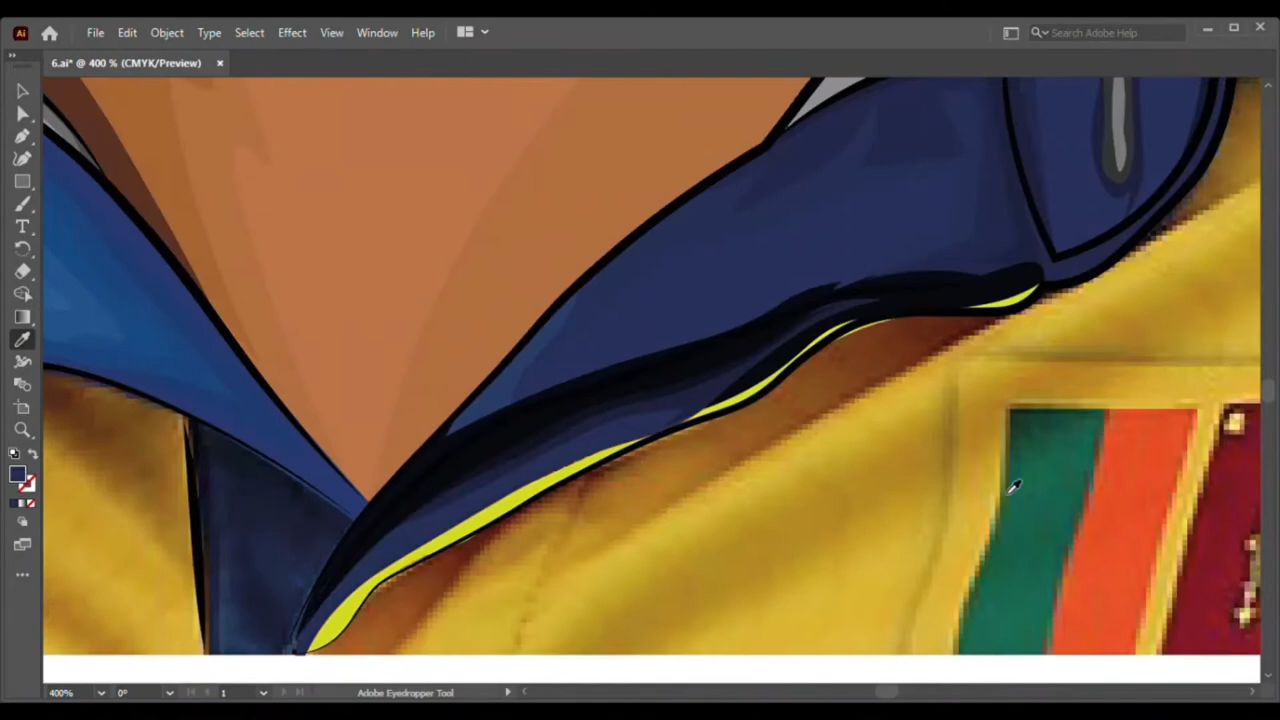 Ai File Edit Object Type Select Effect View Window Help Search Adobe Help
6.ai* @ 400 % (CMYK/Preview) ×
T
400% 0° 1 Adobe Eyedropper Tool